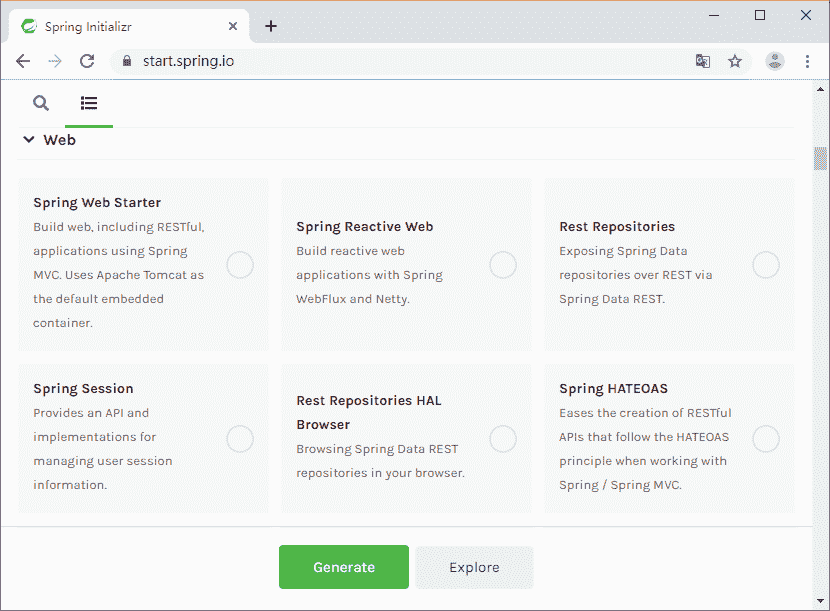 Spring Initializr
start.spring.io
Web
Spring Web Starter
Build web, including RESTful,
applications using Spring
MVC. Uses Apache Tomcat as
the default embedded
container.
Spring Reactive Web
Build reactive web
applications with Spring
WebFlux and Netty.
Rest Repositories
Exposing Spring Data
repositories over REST via
Spring Data REST.
Spring Session
Provides an API and
implementations for
managing user session
information.
Rest Repositories HAL
Browser
Browsing Spring Data REST
repositories in your browser.
Spring HATEOAS
Eases the creation of RESTful
APIs that follow the HATEOAS
principle when working with
Spring / Spring MVC.
Generate
Explore